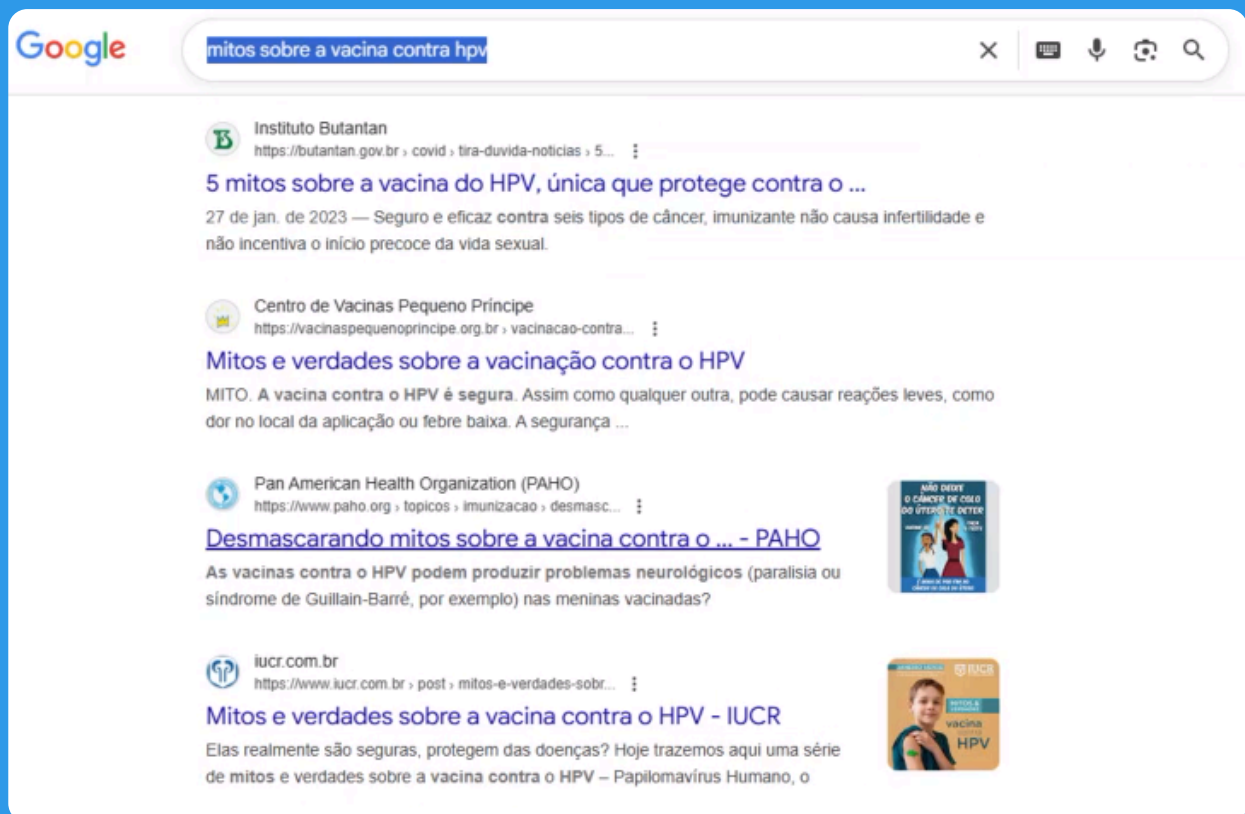 Google
mitos sobre a vacina contra hpv
Instituto Butantan
https://butantan.gov.br › covid › tira-duvida-noticias › 5...
5 mitos sobre a vacina do HPV, única que protege contra o ...
27 de jan. de 2023 — Seguro e eficaz contra seis tipos de câncer, imunizante não causa infertilidade e
não incentiva o início precoce da vida sexual.
Centro de Vacinas Pequeno Príncipe
https://vacinaspequenoprincipe.org.br › vacinacao-contra...
Mitos e verdades sobre a vacinação contra o HPV
MITO. A vacina contra o HPV é segura. Assim como qualquer outra, pode causar reações leves, como
dor no local da aplicação ou febre baixa. A segurança ...
Pan American Health Organization (PAHO)
https://www.paho.org › topicos › imunizacao › desmasc...
Desmascarando mitos sobre a vacina contra o ... - PAHO
As vacinas contra o HPV podem produzir problemas neurológicos (paralisia ou
síndrome de Guillain-Barré, por exemplo) nas meninas vacinadas?
NÃO DEIXE
O CÂNCER DE COLO
DO ÚTERO TE DETER
iucr.com.br
https://www.iucr.com.br › post › mitos-e-verdades-sobr...
Mitos e verdades sobre a vacina contra o HPV - IUCR
Elas realmente são seguras, protegem das doenças? Hoje trazemos aqui uma série
de mitos e verdades sobre a vacina contra o HPV – Papilomavírus Humano, o
IUCR
MITOS &
VERDADES
vacina
contra
HPV